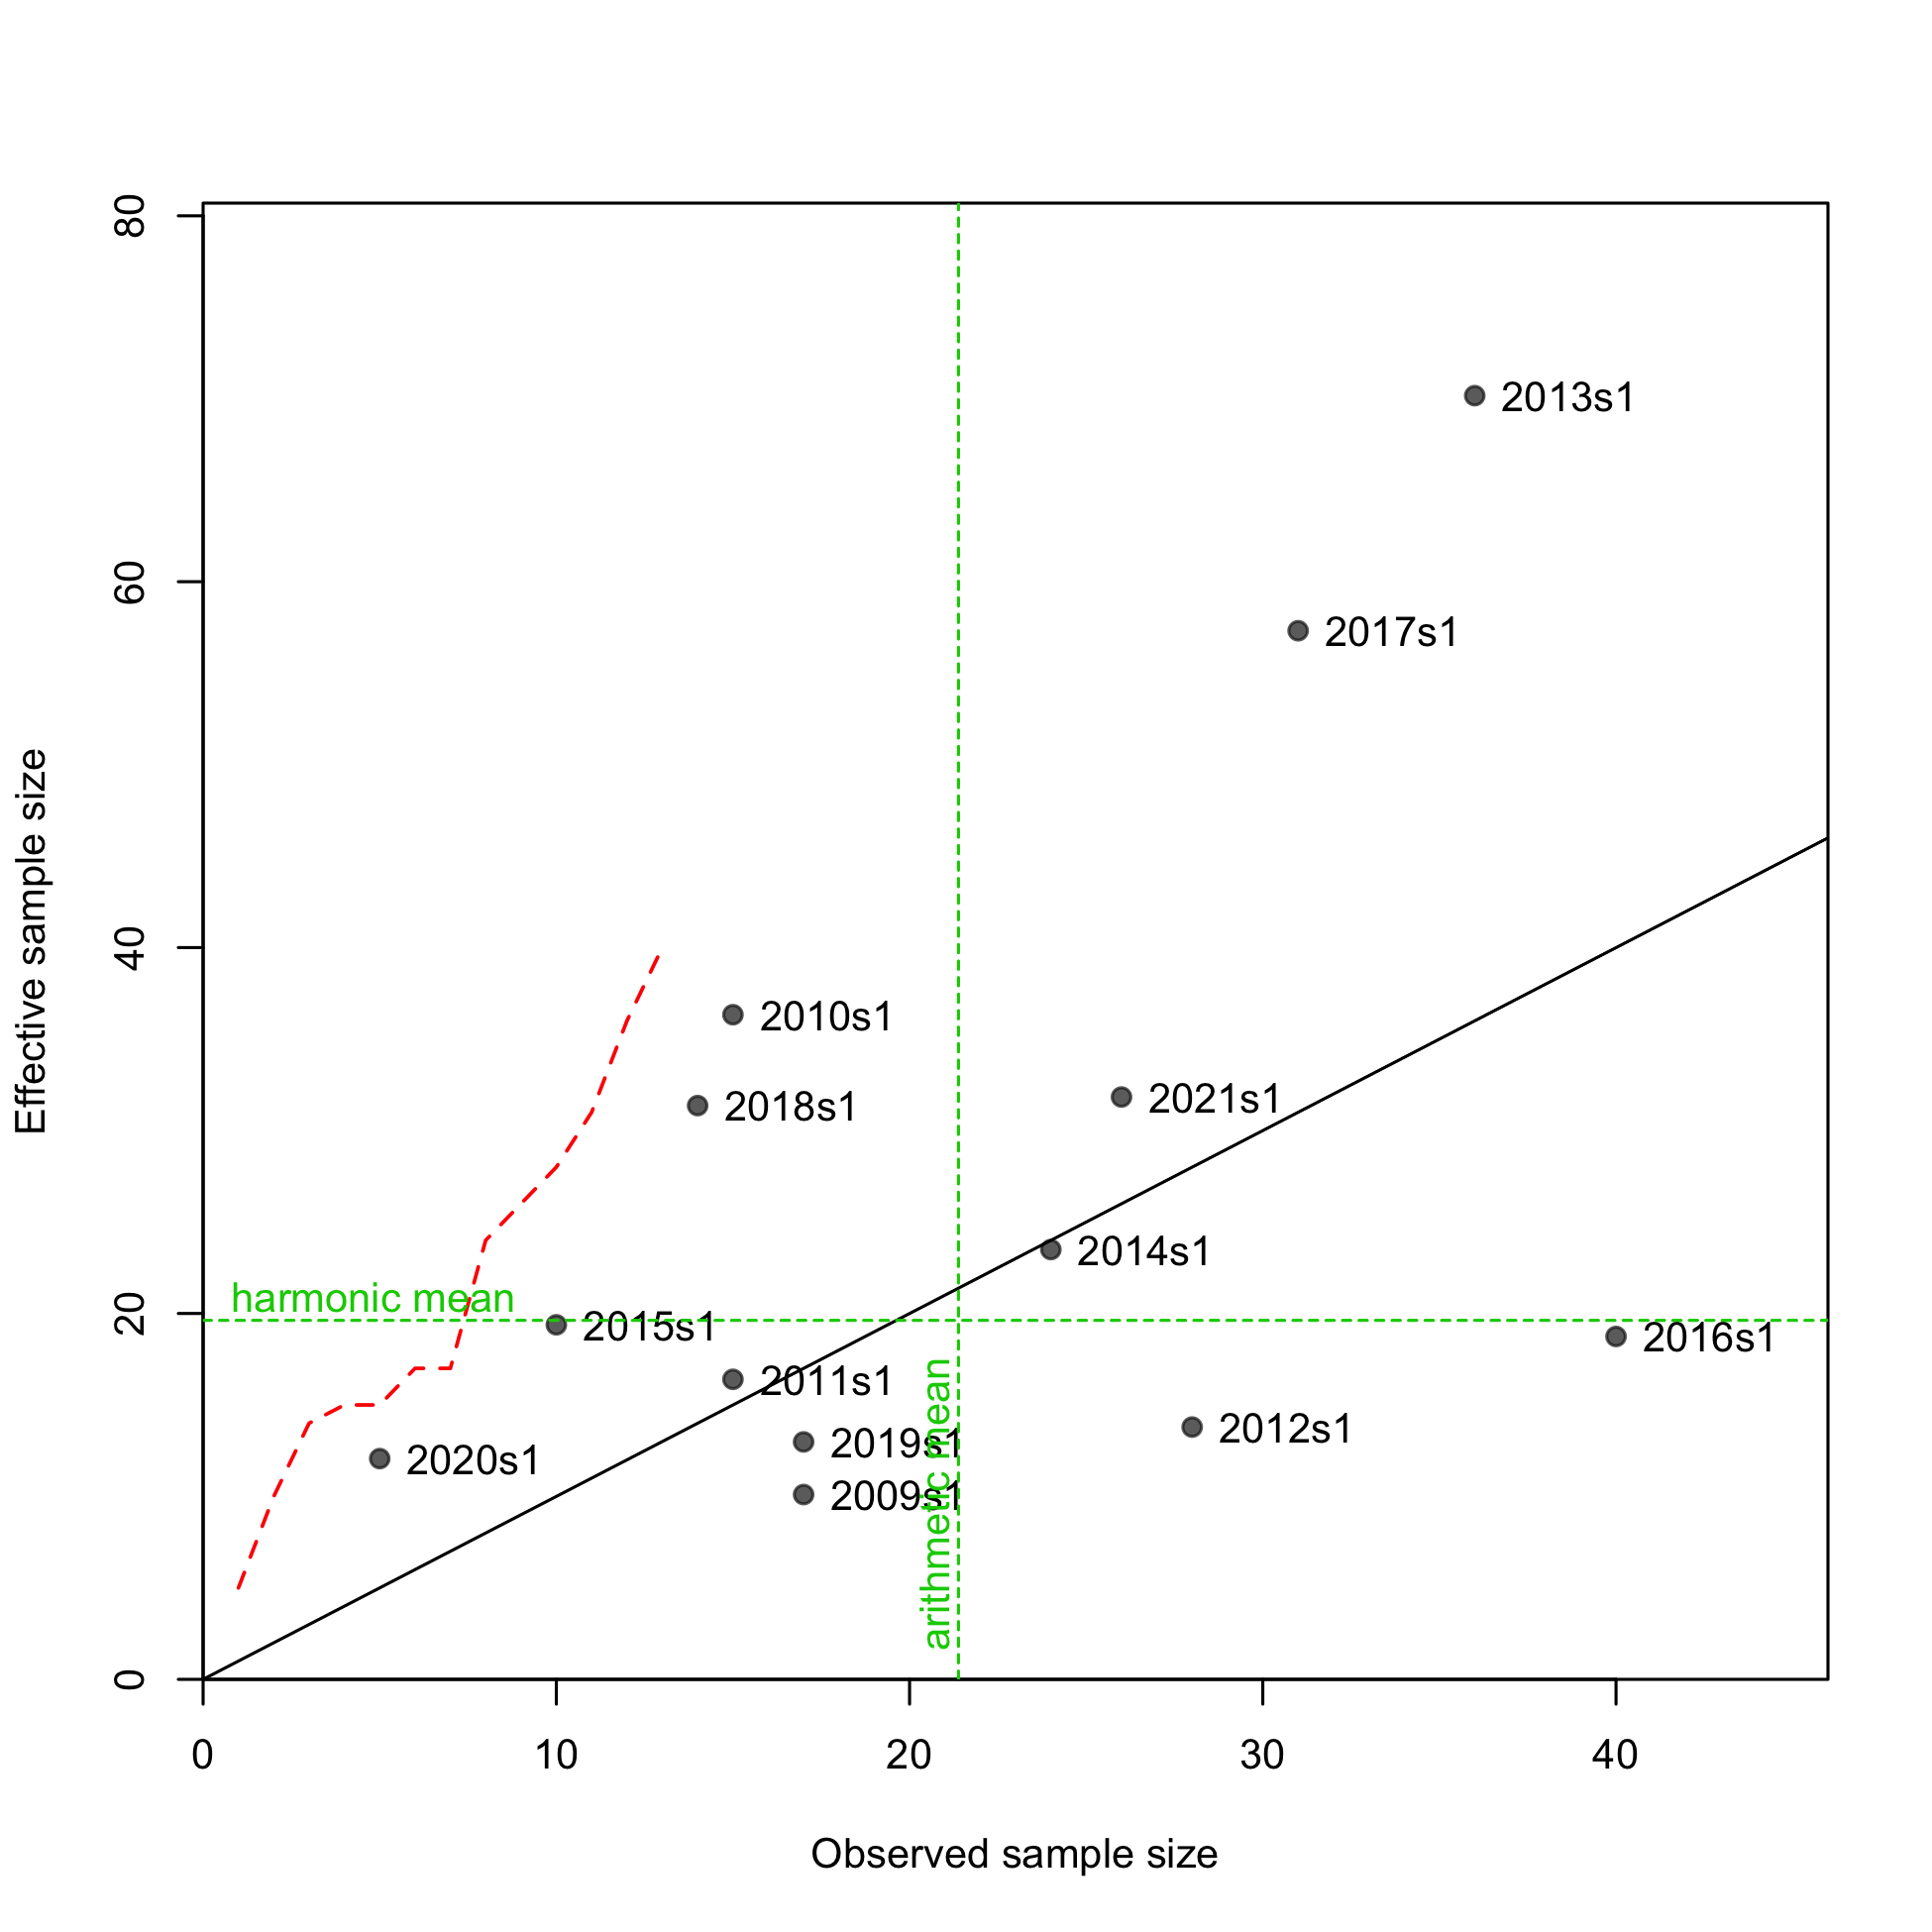 80
60
40
20
0
Effective sample size
2013s1
2017s1
2010s1
2018s1
2021s1
2014s1
harmonic mean
2015s1
2016s1
2011s1
2012s1
2019s1
2020s1
2009s1
arithmetic mean
0 10 20 30 40
Observed sample size